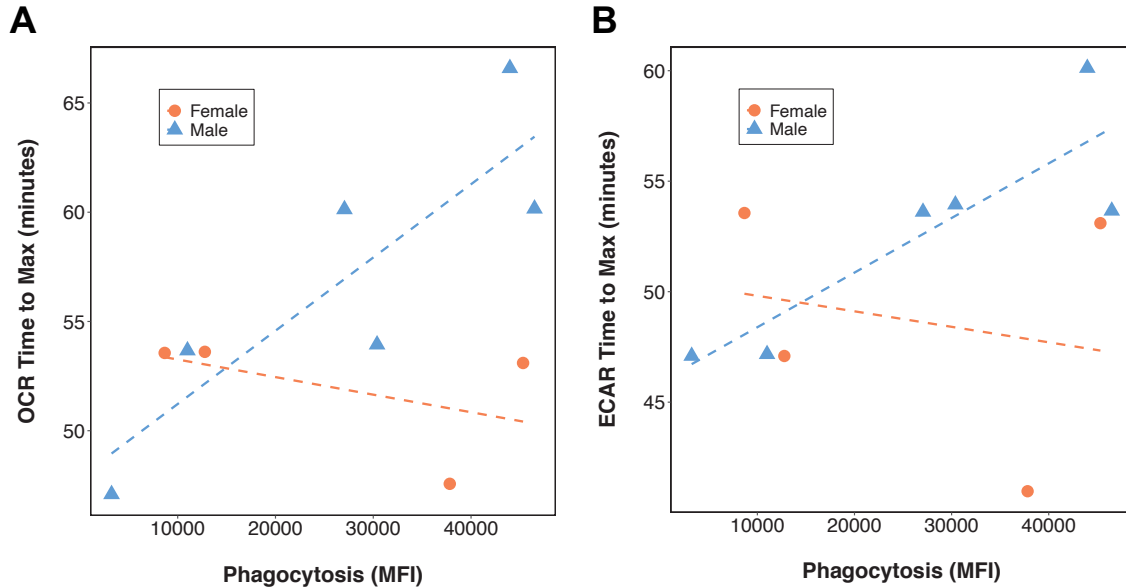 A
OCR Time to Max (minutes)
65
60
55
50
Female
Male
10000 20000 30000 40000
Phagocytosis (MFI)
B
ECAR Time to Max (minutes)
60
55
50
45
Female
Male
10000 20000 30000 40000
Phagocytosis (MFI)